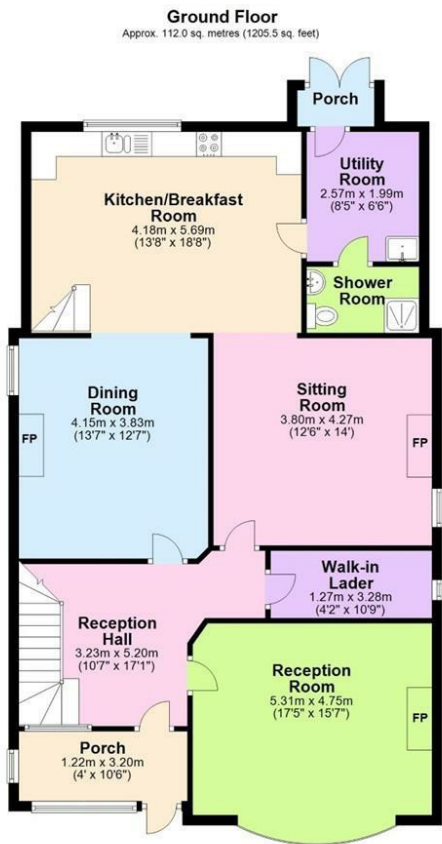 Ground Floor
Approx. 112.0 sq. metres (1205.5 sq. feet)
Porch
Utility
Room
2.57m x 1.99m
(8'5" x 6'6")
Kitchen/Breakfast
Room
4.18m x 5.69m
(13'8" x 18'8")
Shower
Room
Dining
Room
4.15m x 3.83m
(13'7" x 12'7")
FP
Sitting
Room
3.80m x 4.27m
(12'6" x 14')
FP
Walk-in
Lader
1.27m x 3.28m
(4'2" x 10'9")
Reception
Hall
3.23m x 5.20m
(10'7" x 17'1")
Reception
Room
5.31m x 4.75m
(17'5" x 15'7")
FP
Porch
1.22m x 3.20m
(4' x 10'6")